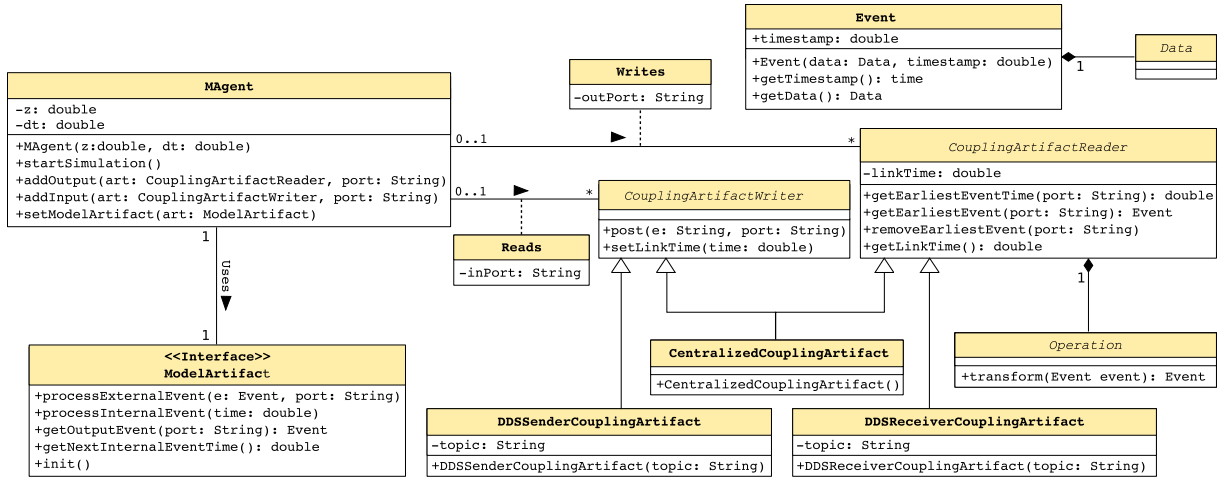 Event
+timestamp: double
+Event(data: Data, timestamp: double)
+getTimestamp(): time
+getData(): Data
1
Data
Writes
-outPort: String
MAgent
-z: double
-dt: double
+MAgent(z:double, dt: double)
+startSimulation()
+addOutput(art: CouplingArtifactReader, port: String)
+addInput(art: CouplingArtifactWriter, port: String)
+setModelArtifact(art: ModelArtifact)
0..1
*
0..1
*
CouplingArtifactReader
-linkTime: double
+getEarliestEventTime(port: String): double
+getEarliestEvent(port: String): Event
+removeEarliestEvent(port: String)
+getLinkTime(): double
CouplingArtifactWriter
+post(e: String, port: String)
+setLinkTime(time: double)
Reads
-inPort: String
1
Uses
1
1
<<Interface>>
ModelArtifact
+processExternalEvent(e: Event, port: String)
+processInternalEvent(time: double)
+getOutputEvent(port: String): Event
+getNextInternalEventTime(): double
+init()
CentralizedCouplingArtifact
+CentralizedCouplingArtifact()
Operation
+transform(Event event): Event
DDSSenderCouplingArtifact
-topic: String
+DDSSenderCouplingArtifact(topic: String)
DDSReceiverCouplingArtifact
-topic: String
+DDSReceiverCouplingArtifact(topic: String)